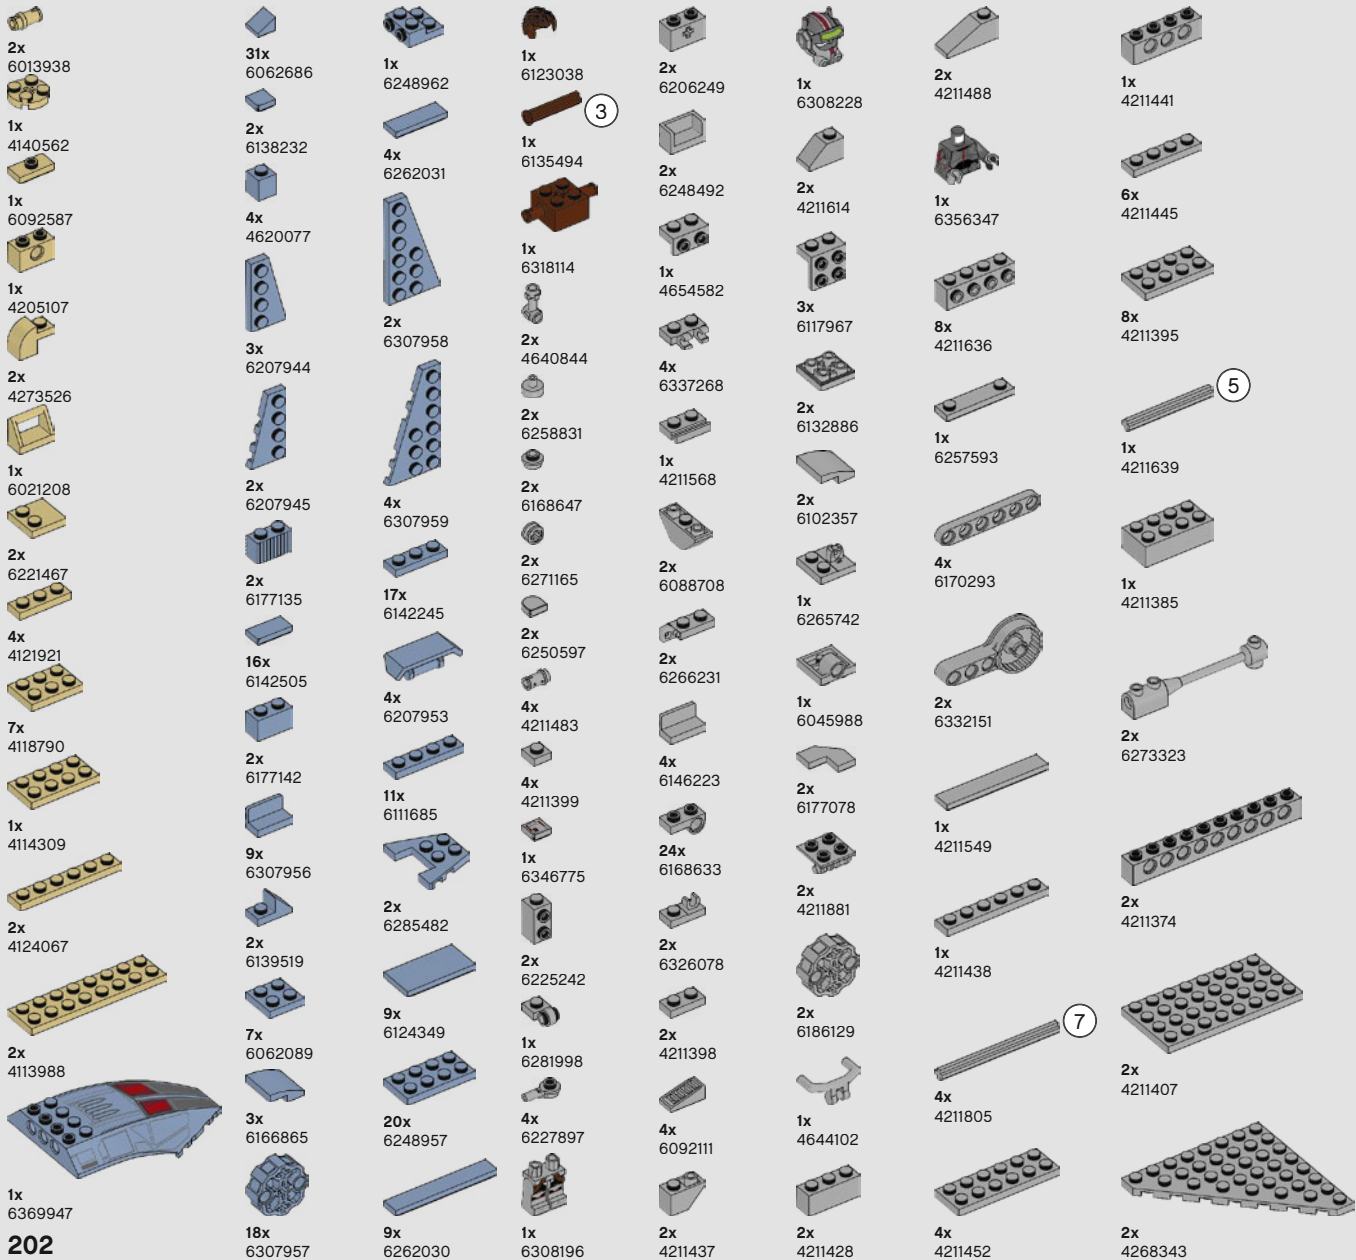 2x
6013938
1x
4140562
1x
6092587
1x
4205107
2x
4273526
1x
6021208
2x
6221467
4x
4121921
7x
4118790
1x
4114309
2x
4124067
2x
4113988
1x
6369947
202
31x
6062686
2x
6138232
4x
4620077
3x
6207944
2x
6207945
2x
6177135
16x
6142505
2x
6177142
9x
6307956
2x
6139519
7x
6062089
3x
6166865
18x
6307957
1x
6248962
4x
6262031
2x
6307958
4x
6307959
17x
6142245
4x
6207953
11x
6111685
2x
6285482
9x
6124349
20x
6248957
9x
6262030
1x
6123038
3
1x
6135494
1x
6318114
2x
4640844
2x
6258831
2x
6168647
2x
6271165
2x
6250597
4x
4211483
4x
4211399
1x
6346775
2x
6225242
1x
6281998
4x
6227897
1x
6308196
2x
6206249
2x
6248492
1x
4654582
4x
6337268
1x
4211568
2x
6088708
2x
6266231
4x
6146223
24x
6168633
2x
6326078
2x
4211398
4x
6092111
2x
4211437
1x
6308228
2x
4211614
3x
6117967
2x
6132886
2x
6102357
1x
6265742
1x
6045988
2x
6177078
2x
4211881
2x
6186129
1x
4644102
2x
4211428
2x
4211488
1x
6356347
8x
4211636
1x
6257593
4x
6170293
2x
6332151
1x
4211549
1x
4211438
7
4x
4211805
4x
4211452
1x
4211441
6x
4211445
8x
4211395
5
1x
4211639
1x
4211385
2x
6273323
2x
4211374
2x
4211407
2x
4268343